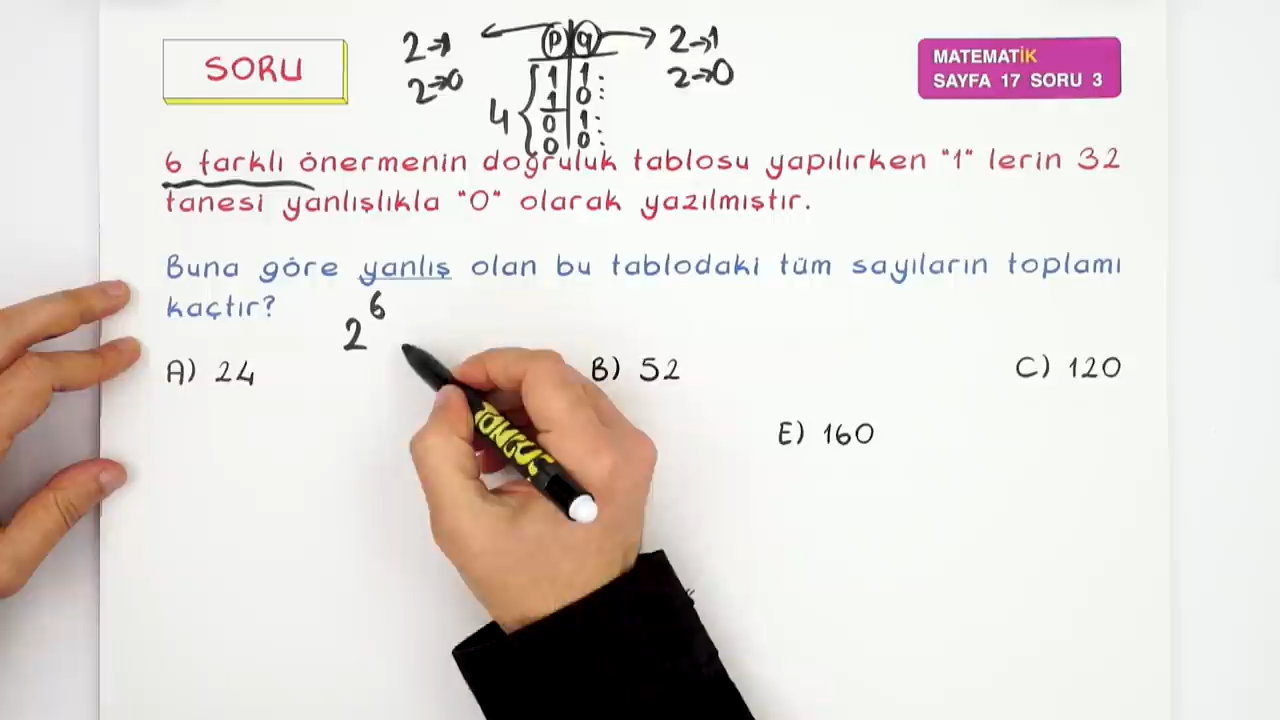 2→1
2→0
p q
1 1
1 0
0 1
0 0
4
2→1
2→0
SORU
MATEMATİK
SAYFA 17 SORU 3
6 farklı önermenin doğruluk tablosu yapılırken "1" lerin 32
tanesi yanlışlıkla "0" olarak yazılmıştır.
Buna göre yanlış olan bu tablodaki tüm sayıların toplamı
kaçtır?
2^6
A) 24
B) 52
C) 120
E) 160
TONGUÇ